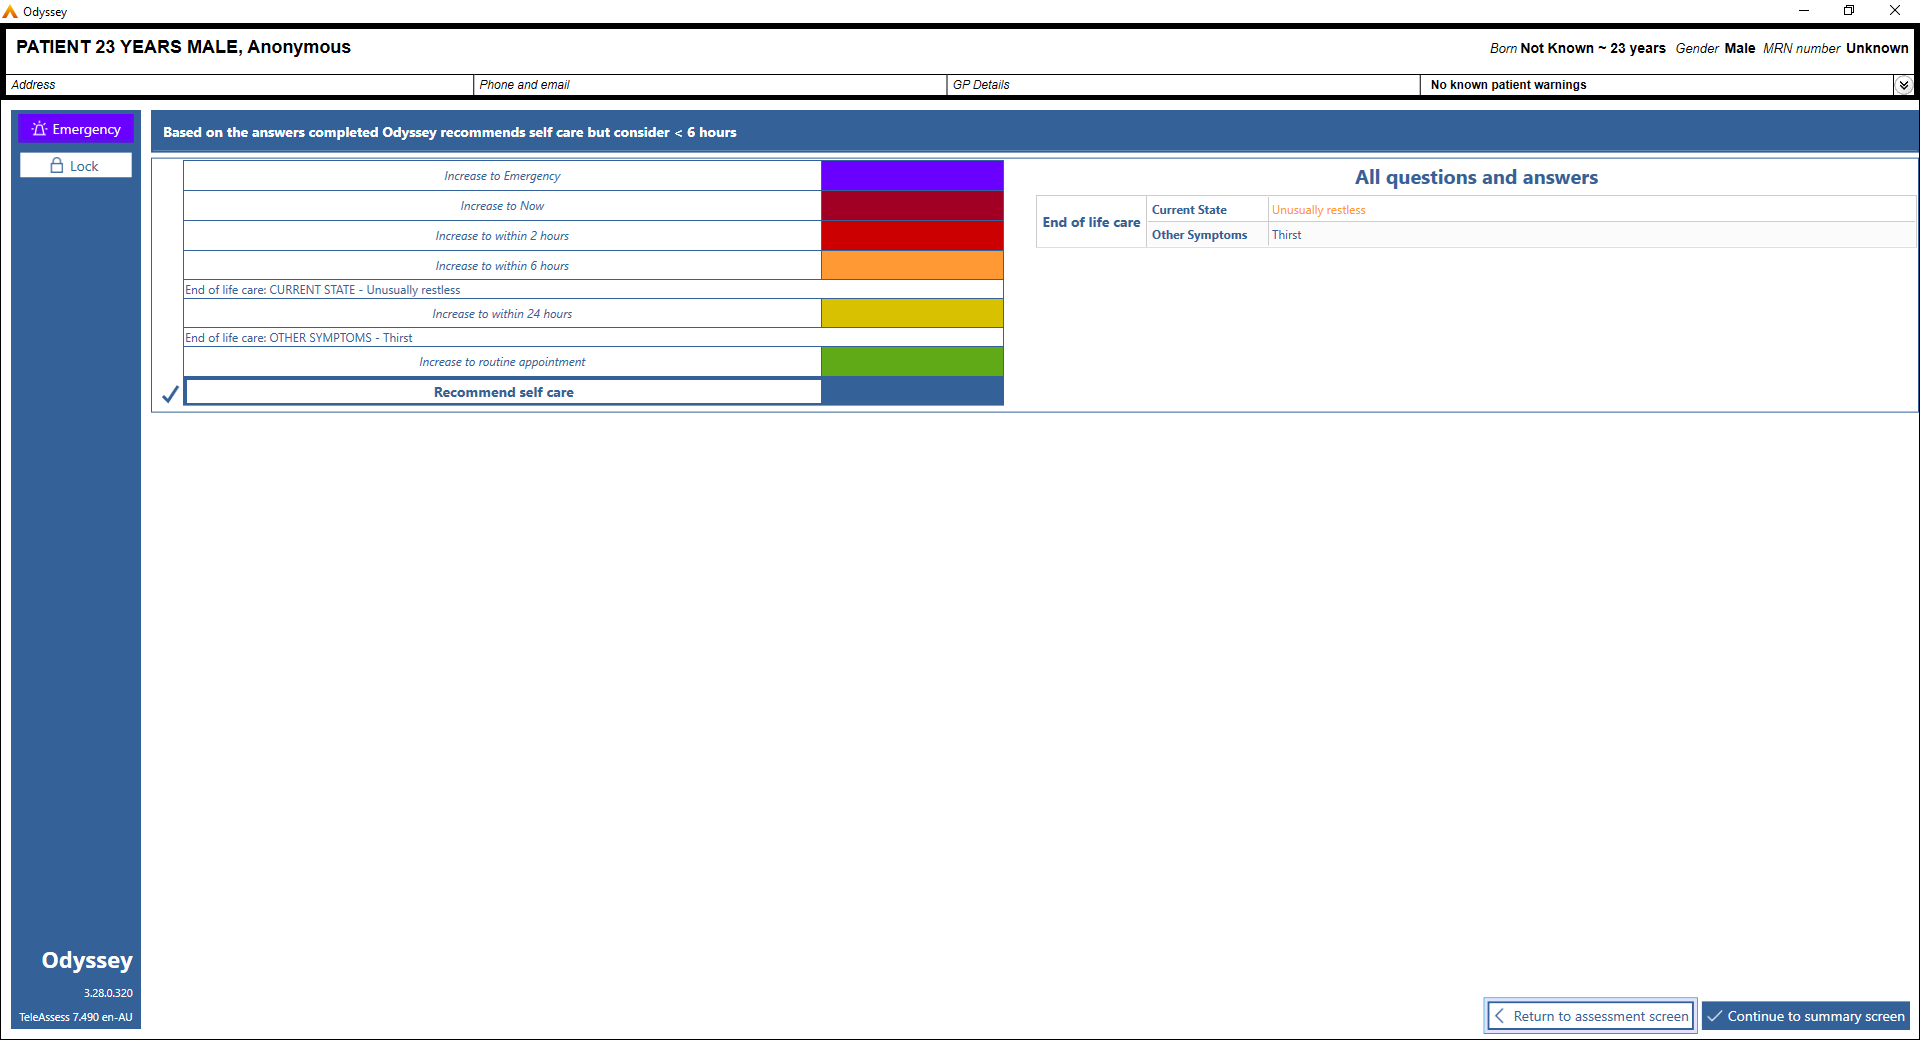 Odyssey
PATIENT 23 YEARS MALE, Anonymous
Born Not Known ~ 23 years Gender Male MRN number Unknown
Address
Phone and email
GP Details
No known patient warnings
Emergency
Lock
Based on the answers completed Odyssey recommends self care but consider < 6 hours
Increase to Emergency
Increase to Now
Increase to within 2 hours
Increase to within 6 hours
End of life care: CURRENT STATE - Unusually restless
Increase to within 24 hours
End of life care: OTHER SYMPTOMS - Thirst
Increase to routine appointment
Recommend self care
All questions and answers
End of life care
Current State
Unusually restless
Other Symptoms
Thirst
Odyssey
3.28.0.320
TeleAssess 7.490 en-AU
Return to assessment screen
Continue to summary screen